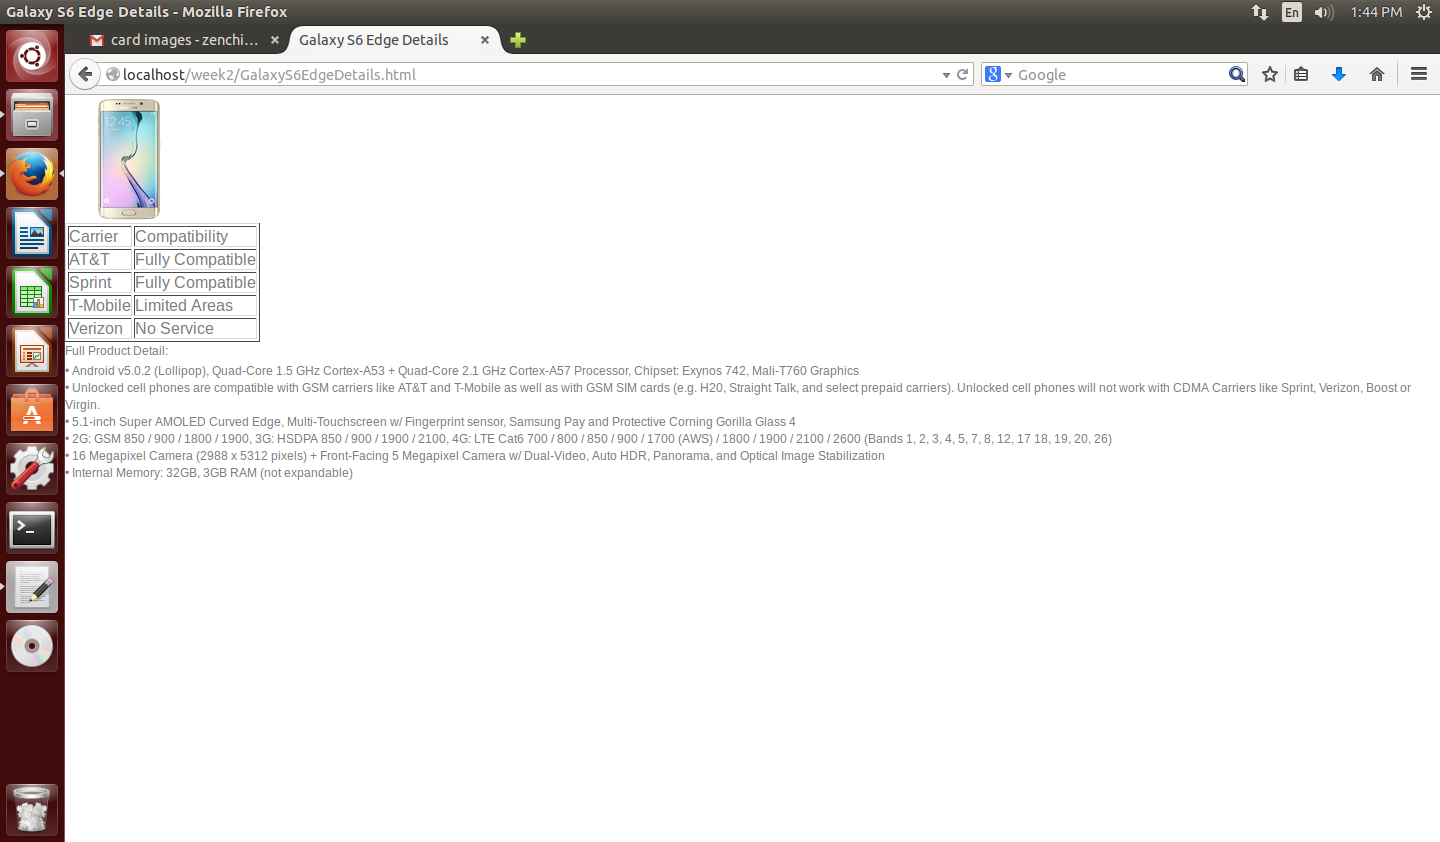 Galaxy S6 Edge Details - Mozilla Firefox
En
1:44 PM
card images - zenchi...
Galaxy S6 Edge Details
localhost/week2/GalaxyS6EdgeDetails.html
8
Google
12:45
Carrier Compatibility
AT&T Fully Compatible
Sprint Fully Compatible
T-Mobile Limited Areas
Verizon No Service
Full Product Detail:
• Android v5.0.2 (Lollipop), Quad-Core 1.5 GHz Cortex-A53 + Quad-Core 2.1 GHz Cortex-A57 Processor, Chipset: Exynos 742, Mali-T760 Graphics
• Unlocked cell phones are compatible with GSM carriers like AT&T and T-Mobile as well as with GSM SIM cards (e.g. H20, Straight Talk, and select prepaid carriers). Unlocked cell phones will not work with CDMA Carriers like Sprint, Verizon, Boost or
Virgin.
• 5.1-inch Super AMOLED Curved Edge, Multi-Touchscreen w/ Fingerprint sensor, Samsung Pay and Protective Corning Gorilla Glass 4
• 2G: GSM 850 / 900 / 1800 / 1900, 3G: HSDPA 850 / 900 / 1900 / 2100, 4G: LTE Cat6 700 / 800 / 850 / 900 / 1700 (AWS) / 1800 / 1900 / 2100 / 2600 (Bands 1, 2, 3, 4, 5, 7, 8, 12, 17 18, 19, 20, 26)
• 16 Megapixel Camera (2988 x 5312 pixels) + Front-Facing 5 Megapixel Camera w/ Dual-Video, Auto HDR, Panorama, and Optical Image Stabilization
• Internal Memory: 32GB, 3GB RAM (not expandable)